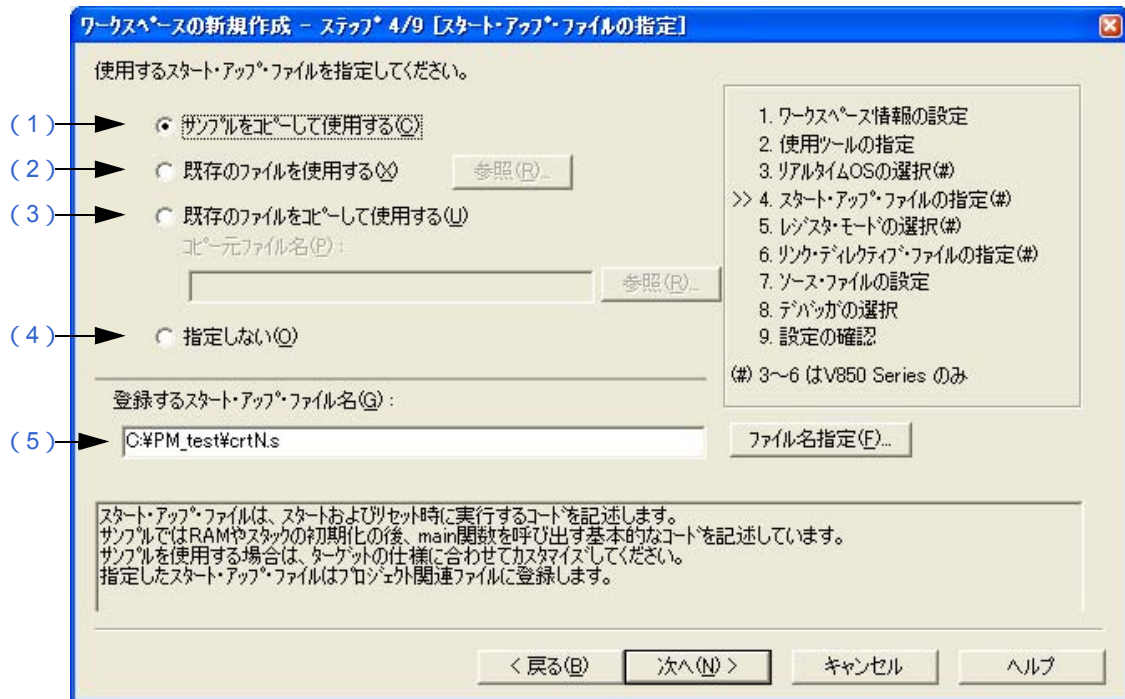 ワークスペースの新規作成 - ステップ 4/9 [スタート・アップ・ファイルの指定]
使用するスタート・アップ・ファイルを指定してください。
(1) サンプルをコピーして使用する(C)
(2) 既存のファイルを使用する(X) 参照(R)...
(3) 既存のファイルをコピーして使用する(U)
コピー元ファイル名(P):
参照(R)...
(4) 指定しない(O)
1. ワークスペース情報の設定
2. 使用ツールの指定
3. リアルタイムOSの選択(#)
>> 4. スタート・アップ・ファイルの指定(#)
5. レジスタ・モードの選択(#)
6. リンク・ディレクティブ・ファイルの指定(#)
7. ソース・ファイルの設定
8. デバッガの選択
9. 設定の確認
(#) 3～6 はV850 Series のみ
登録するスタート・アップ・ファイル名(G):
(5) C:¥PM_test¥crtN.s ファイル名指定(F)...
スタート・アップ・ファイルは、スタートおよびリセット時に実行するコードを記述します。
サンプルではRAMやスタックの初期化の後、main関数を呼び出す基本的なコードを記述しています。
サンプルを使用する場合は、ターゲットの仕様に合わせてカスタマイズしてください。
指定したスタート・アップ・ファイルはプロジェクト関連ファイルに登録します。
< 戻る(B) 次へ(N) > キャンセル ヘルプ